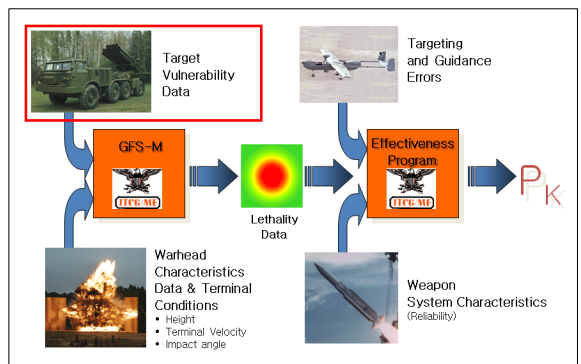 Target
Vulnerability
Data
Targeting
and Guidance
Errors
GFS-M
JTCG/ME
Effectiveness
Program
JTCG/ME
PK
Lethality
Data
Warhead
Characteristics
Data & Terminal
Conditions
• Height
• Terminal Velocity
• Impact angle
Weapon
System Characteristics
(Reliability)